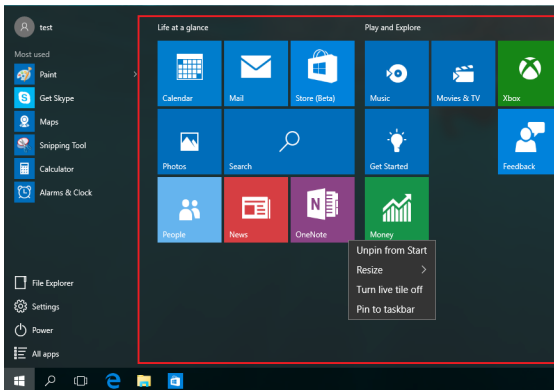 test
Most used
Paint
Get Skype
Maps
Snipping Tool
Calculator
Alarms & Clock
File Explorer
Settings
Power
All apps
Life at a glance
Calendar
Mail
Store (Beta)
Photos
Search
People
News
OneNote
Play and Explore
Music
Movies & TV
Xbox
Get Started
Feedback
Money
Unpin from Start
Resize
Turn live tile off
Pin to taskbar